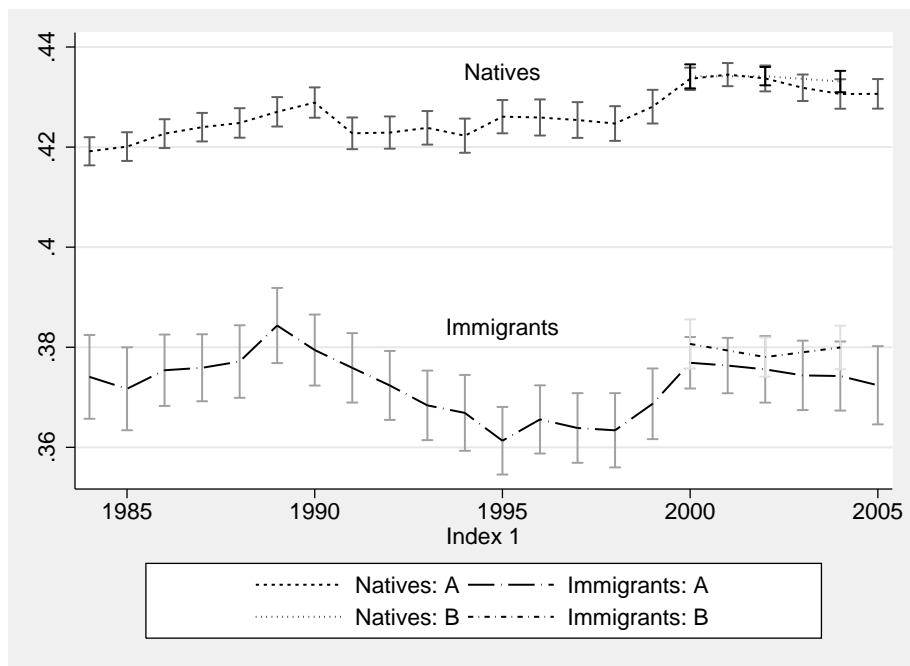 .44
Natives
.42
.4
Immigrants
.38
.36
1985 1990 1995 2000 2005
Index 1
Natives: A Immigrants: A
Natives: B Immigrants: B